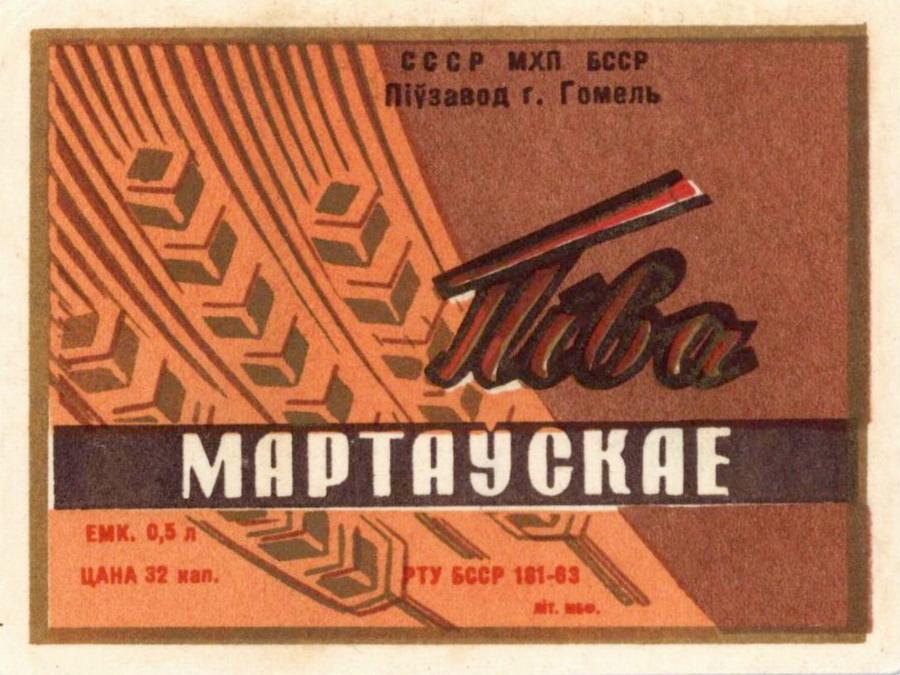 СССР МХП БССР
Піўзавод г. Гомель
Піва
МАРТАЎСКАЕ
ЕМК. 0,5 л
ЦАНА 32 кап.
РТУ БССР 181-63